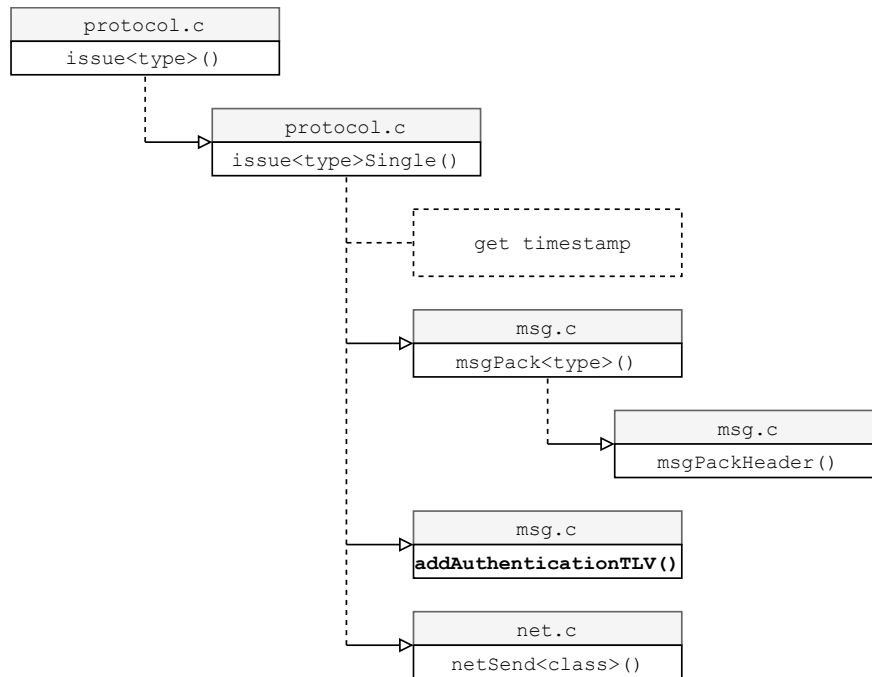 protocol.c
issue<type>()
protocol.c
issue<type>Single()
get timestamp
msg.c
msgPack<type>()
msg.c
msgPackHeader()
msg.c
addAuthenticationTLV()
net.c
netSend<class>()